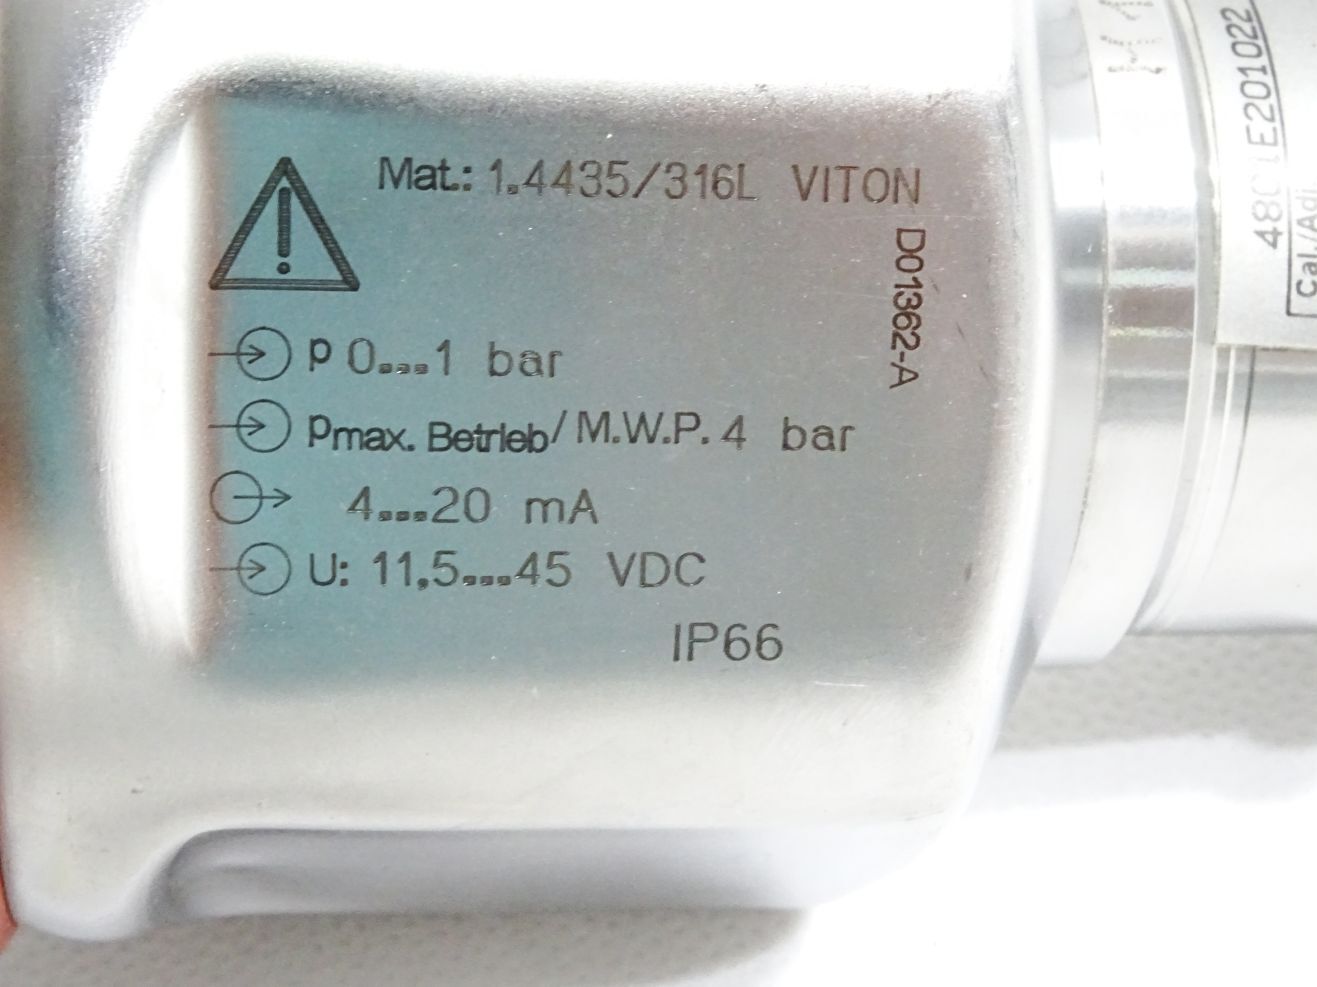 Mat.: 1.4435/316L VITON
D01362-A
p 0...1 bar
pmax. Betrieb/M.W.P. 4 bar
4...20 mA
U: 11,5...45 VDC
IP66
E201022
Cal./Adj.